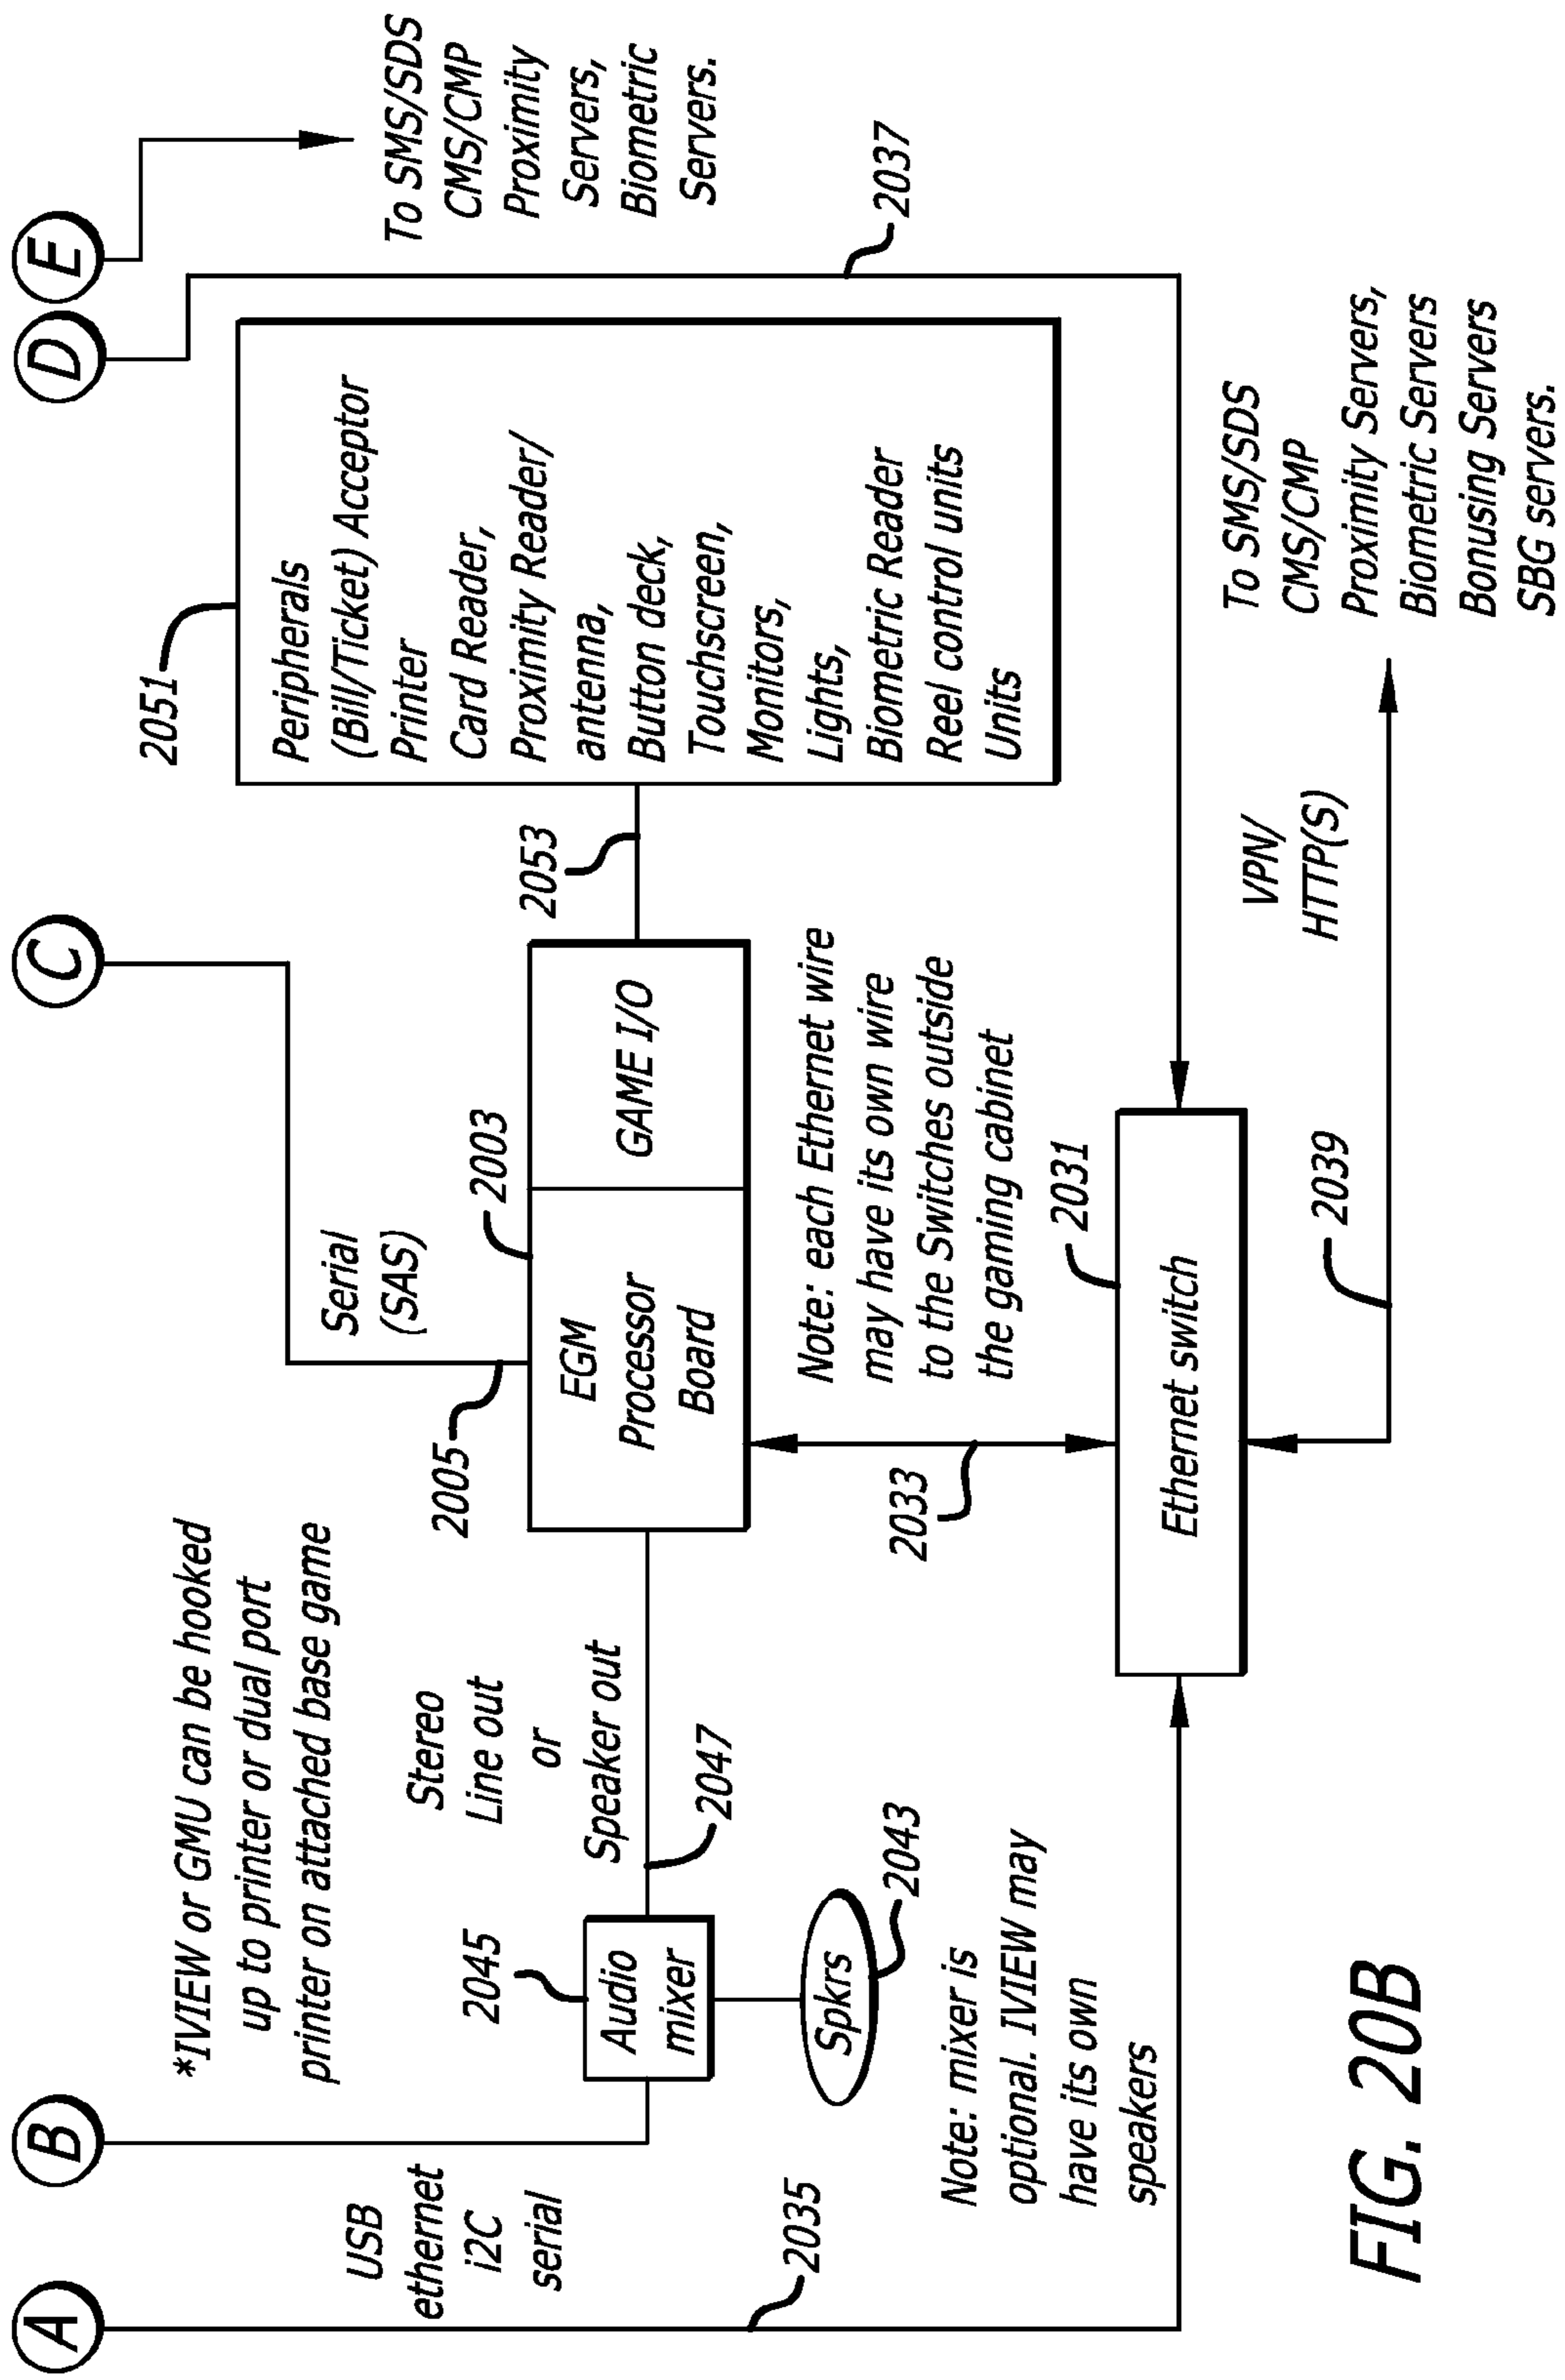 A
B
C
D
E
*IVIEW or GMU can be hooked
up to printer or dual port
printer on attached base game
USB
ethernet
i2C
serial
Stereo
Line out
or
Speaker out
Serial
(SAS)
To SMS/SDS
CMS/CMP
Proximity
Servers,
Biometric
Servers.
2051
Peripherals
(Bill/Ticket) Acceptor
Printer
Card Reader,
Proximity Reader/
antenna,
Button deck,
Touchscreen,
Monitors,
Lights,
Biometric Reader
Reel control units
Units
2005
2003
2053
2045
Audio
mixer
2047
EGM
Processor
Board
GAME I/O
Spkrs
2043
2035
2033
2037
Note: each Ethernet wire
may have its own wire
to the Switches outside
the gaming cabinet
Note: mixer is
optional. IVIEW may
have its own
speakers
2031
Ethernet switch
2039
VPN/
HTTP(S)
To SMS/SDS
CMS/CMP
Proximity Servers,
Biometric Servers
Bonusing Servers
SBG servers.
FIG. 20B